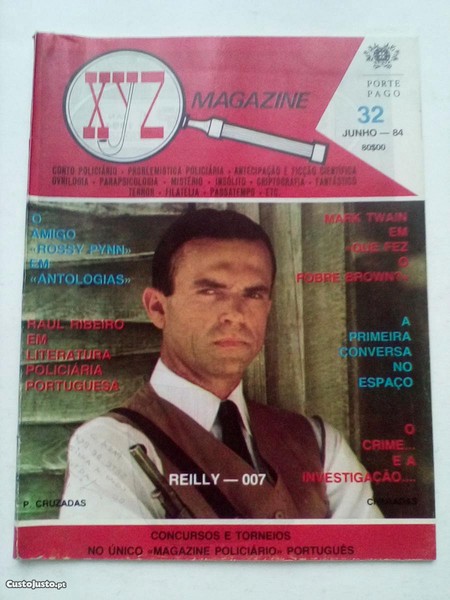 XYZ
MAGAZINE
PORTE
PAGO
32
JUNHO — 84
80$00
CONTO POLICIÁRIO - PROBLEMÍSTICA POLICIÁRIA - ANTECIPAÇÃO E FICÇÃO CIENTÍFICA
OVNILOGIA - PARAPSICOLOGIA - MISTÉRIO - INSÓLITO - CRIPTOGRAFIA - FANTÁSTICO
TERROR - FILATELIA - PASSATEMPO - ETC.
O
AMIGO
«ROSSY PYNN»
EM
«ANTOLOGIAS»
MARK TWAIN
EM
«QUE FEZ
O
POBRE BROWN?»
RAUL RIBEIRO
EM
LITERATURA
POLICIÁRIA
PORTUGUESA
A
PRIMEIRA
CONVERSA
NO
ESPAÇO
O
CRIME...
E A
INVESTIGAÇÃO....
REILLY — 007
P. CRUZADAS
CONCURSOS E TORNEIOS
NO ÚNICO «MAGAZINE POLICIÁRIO» PORTUGUÊS
CustoJusto.pt